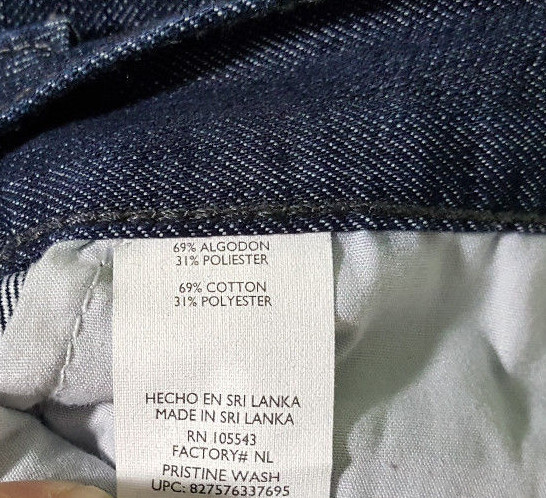 69% ALGODON
31% POLIESTER
69% COTTON
31% POLYESTER
HECHO EN SRI LANKA
MADE IN SRI LANKA
RN 105543
FACTORY# NL
PRISTINE WASH
UPC: 827576337695